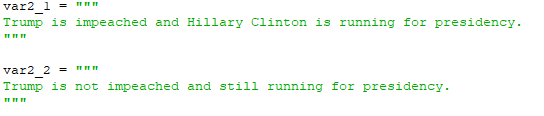 var2_1 = """
Trump is impeached and Hillary Clinton is running for presidency.
"""
var2_2 = """
Trump is not impeached and still running for presidency.
"""